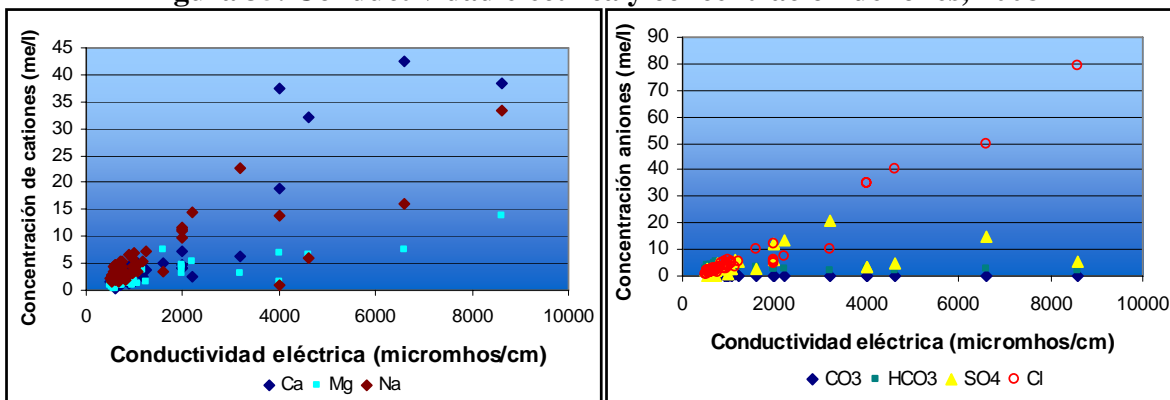 Concentración de cationes (me/l)
45
40
35
30
25
20
15
10
5
0
0 2000 4000 6000 8000 10000
Conductividad eléctrica (micromhos/cm)
Ca Mg Na
Concentración aniones (me/l)
90
80
70
60
50
40
30
20
10
0
0 2000 4000 6000 8000 10000
Conductividad eléctrica (micromhos/cm)
CO3 HCO3 SO4 Cl